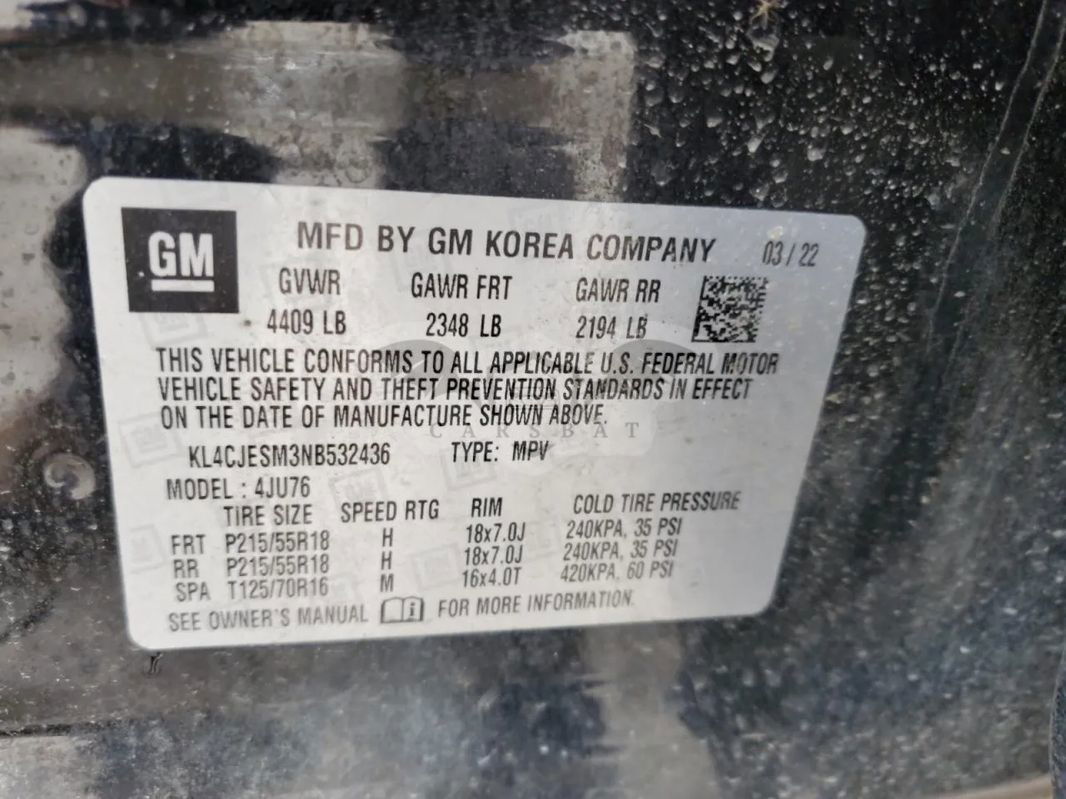 GM
MFD BY GM KOREA COMPANY 03/22
GVWR GAWR FRT GAWR RR
4409 LB 2348 LB 2194 LB
THIS VEHICLE CONFORMS TO ALL APPLICABLE U.S. FEDERAL MOTOR
VEHICLE SAFETY AND THEFT PREVENTION STANDARDS IN EFFECT
ON THE DATE OF MANUFACTURE SHOWN ABOVE.
CARSBAT
KL4CJESM3NB532436 TYPE: MPV
MODEL : 4JU76
TIRE SIZE SPEED RTG RIM COLD TIRE PRESSURE
FRT P215/55R18 H 18x7.0J 240KPA, 35 PSI
RR P215/55R18 H 18x7.0J 240KPA, 35 PSI
SPA T125/70R16 M 16x4.0T 420KPA, 60 PSI
SEE OWNER'S MANUAL i FOR MORE INFORMATION.